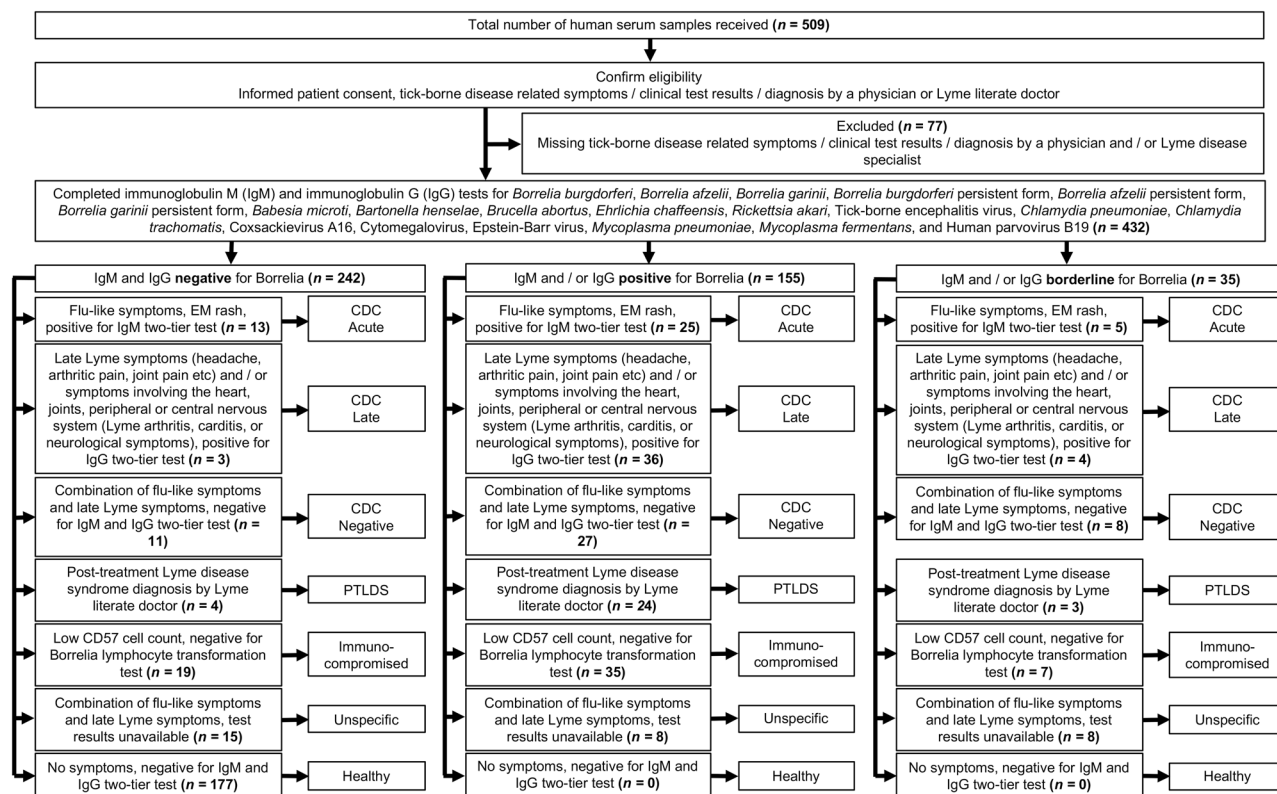 Total number of human serum samples received (n = 509)
Confirm eligibility
Informed patient consent, tick-borne disease related symptoms / clinical test results / diagnosis by a physician or Lyme literate doctor
Excluded (n = 77)
Missing tick-borne disease related symptoms / clinical test results / diagnosis by a physician and / or Lyme disease
specialist
Completed immunoglobulin M (IgM) and immunoglobulin G (IgG) tests for Borrelia burgdorferi, Borrelia afzelii, Borrelia garinii, Borrelia burgdorferi persistent form, Borrelia afzelii persistent form,
Borrelia garinii persistent form, Babesia microti, Bartonella henselae, Brucella abortus, Ehrlichia chaffeensis, Rickettsia akari, Tick-borne encephalitis virus, Chlamydia pneumoniae, Chlamydia
trachomatis, Coxsackievirus A16, Cytomegalovirus, Epstein-Barr virus, Mycoplasma pneumoniae, Mycoplasma fermentans, and Human parvovirus B19 (n = 432)
IgM and IgG negative for Borrelia (n = 242)
Flu-like symptoms, EM rash,
positive for IgM two-tier test (n = 13)
CDC
Acute
Late Lyme symptoms (headache,
arthritic pain, joint pain etc) and / or
symptoms involving the heart,
joints, peripheral or central nervous
system (Lyme arthritis, carditis, or
neurological symptoms), positive for
IgG two-tier test (n = 3)
CDC
Late
Combination of flu-like symptoms
and late Lyme symptoms, negative
for IgM and IgG two-tier test (n =
11)
CDC
Negative
Post-treatment Lyme disease
syndrome diagnosis by Lyme
literate doctor (n = 4)
PTLDS
Low CD57 cell count, negative for
Borrelia lymphocyte transformation
test (n = 19)
Immuno-
compromised
Combination of flu-like symptoms
and late Lyme symptoms, test
results unavailable (n = 15)
Unspecific
No symptoms, negative for IgM and
IgG two-tier test (n = 177)
Healthy
IgM and / or IgG positive for Borrelia (n = 155)
Flu-like symptoms, EM rash,
positive for IgM two-tier test (n = 25)
CDC
Acute
Late Lyme symptoms (headache,
arthritic pain, joint pain etc) and / or
symptoms involving the heart,
joints, peripheral or central nervous
system (Lyme arthritis, carditis, or
neurological symptoms), positive for
IgG two-tier test (n = 36)
CDC
Late
Combination of flu-like symptoms
and late Lyme symptoms, negative
for IgM and IgG two-tier test (n =
27)
CDC
Negative
Post-treatment Lyme disease
syndrome diagnosis by Lyme
literate doctor (n = 24)
PTLDS
Low CD57 cell count, negative for
Borrelia lymphocyte transformation
test (n = 35)
Immuno-
compromised
Combination of flu-like symptoms
and late Lyme symptoms, test
results unavailable (n = 8)
Unspecific
No symptoms, negative for IgM and
IgG two-tier test (n = 0)
Healthy
IgM and / or IgG borderline for Borrelia (n = 35)
Flu-like symptoms, EM rash,
positive for IgM two-tier test (n = 5)
CDC
Acute
Late Lyme symptoms (headache,
arthritic pain, joint pain etc) and / or
symptoms involving the heart,
joints, peripheral or central nervous
system (Lyme arthritis, carditis, or
neurological symptoms), positive for
IgG two-tier test (n = 4)
CDC
Late
Combination of flu-like symptoms
and late Lyme symptoms, negative
for IgM and IgG two-tier test (n = 8)
CDC
Negative
Post-treatment Lyme disease
syndrome diagnosis by Lyme
literate doctor (n = 3)
PTLDS
Low CD57 cell count, negative for
Borrelia lymphocyte transformation
test (n = 7)
Immuno-
compromised
Combination of flu-like symptoms
and late Lyme symptoms, test
results unavailable (n = 8)
Unspecific
No symptoms, negative for IgM and
IgG two-tier test (n = 0)
Healthy